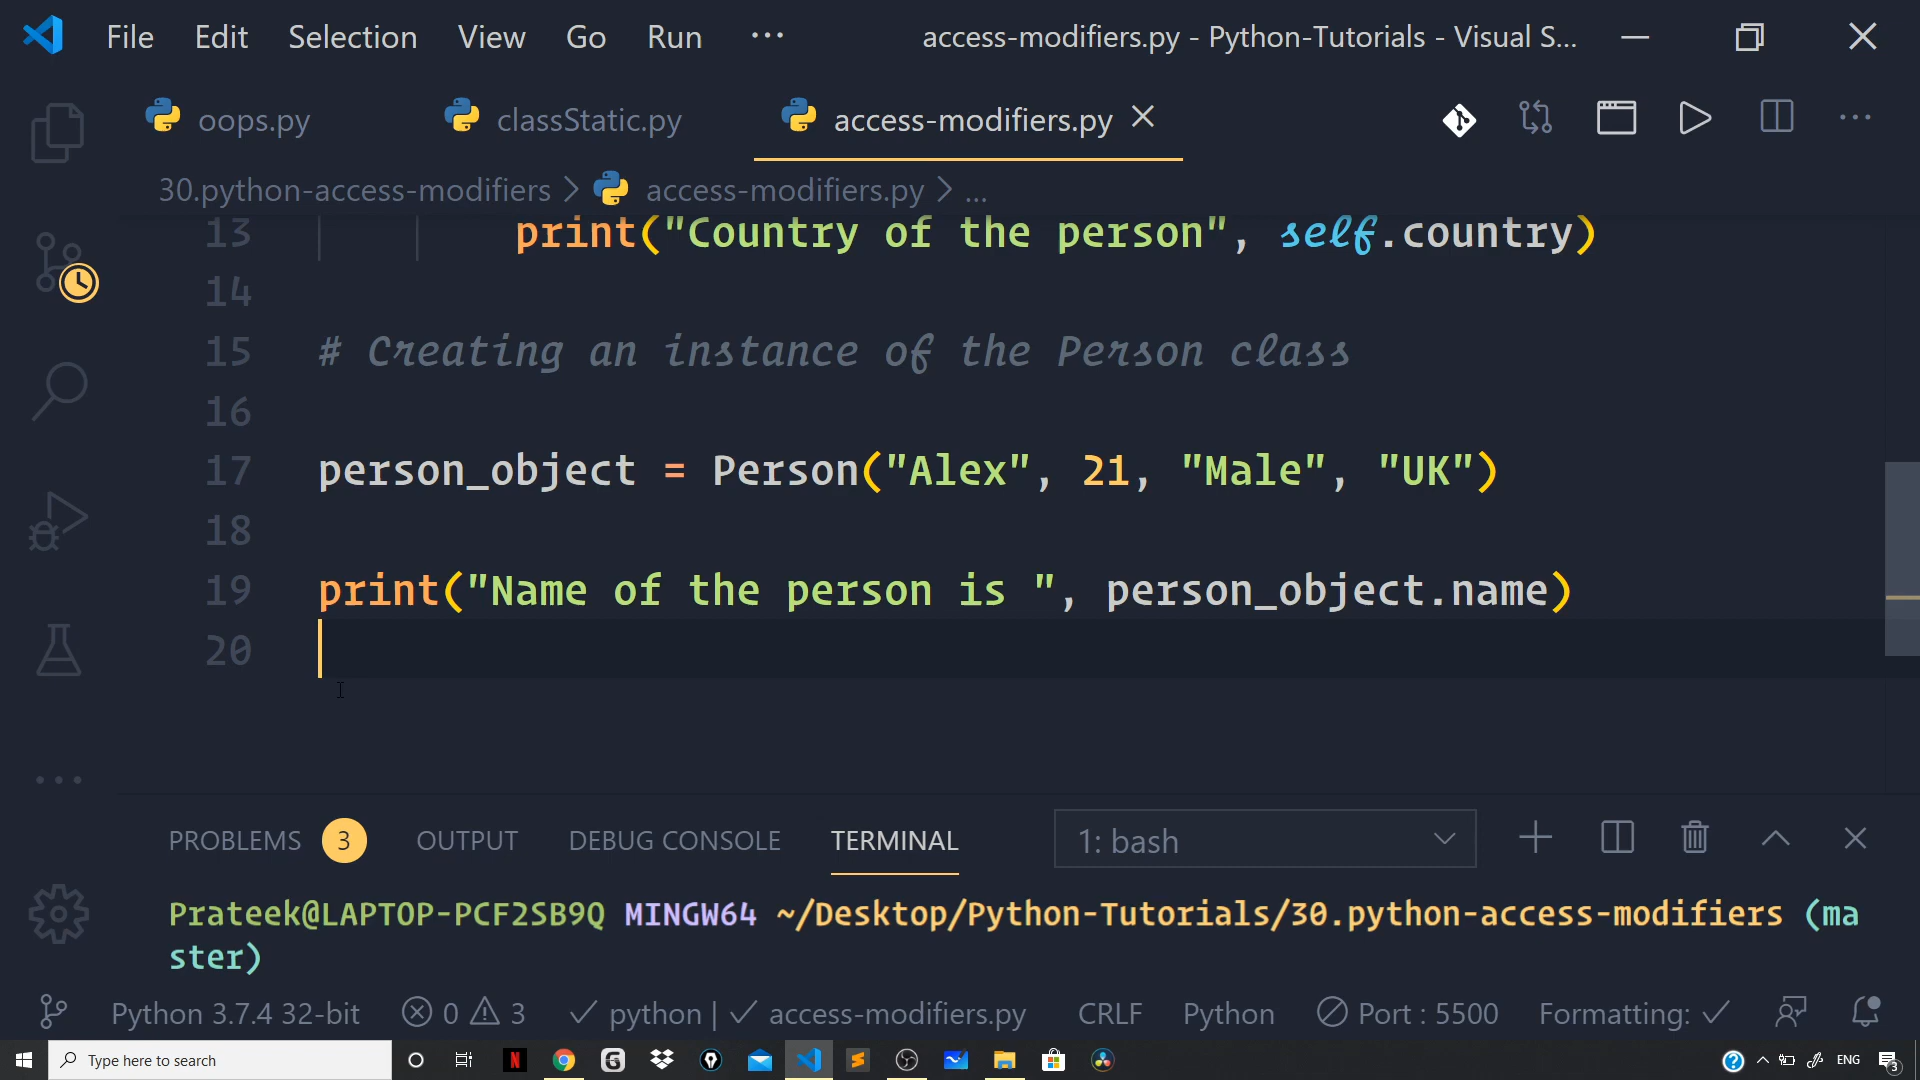 File Edit Selection View Go Run ··· access-modifiers.py - Python-Tutorials - Visual S...
oops.py classStatic.py access-modifiers.py
30.python-access-modifiers > access-modifiers.py > ...
13 print("Country of the person", self.country)
14
15 # Creating an instance of the Person class
16
17 person_object = Person("Alex", 21, "Male", "UK")
18
19 print("Name of the person is ", person_object.name)
20
PROBLEMS 3 OUTPUT DEBUG CONSOLE TERMINAL 1: bash
Prateek@LAPTOP-PCF2SB9Q MINGW64 ~/Desktop/Python-Tutorials/30.python-access-modifiers (ma
ster)
Python 3.7.4 32-bit 0 3 python | access-modifiers.py CRLF Python Port : 5500 Formatting:
Type here to search ENG 3